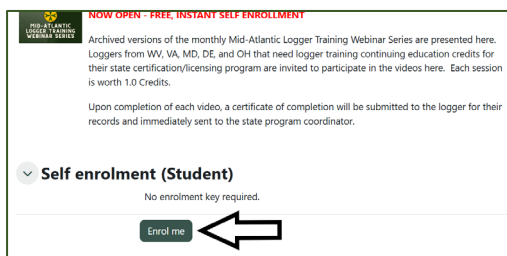 MID-ATLANTIC
LOGGER TRAINING
WEBINAR SERIES
NOW OPEN - FREE, INSTANT SELF ENROLLMENT
Archived versions of the monthly Mid-Atlantic Logger Training Webinar Series are presented here.
Loggers from WV, VA, MD, DE, and OH that need logger training continuing education credits for
their state certification/licensing program are invited to participate in the videos here.  Each session
is worth 1.0 Credits.
Upon completion of each video, a certificate of completion will be submitted to the logger for their
records and immediately sent to the state program coordinator.
Self enrolment (Student)
No enrolment key required.
Enrol me